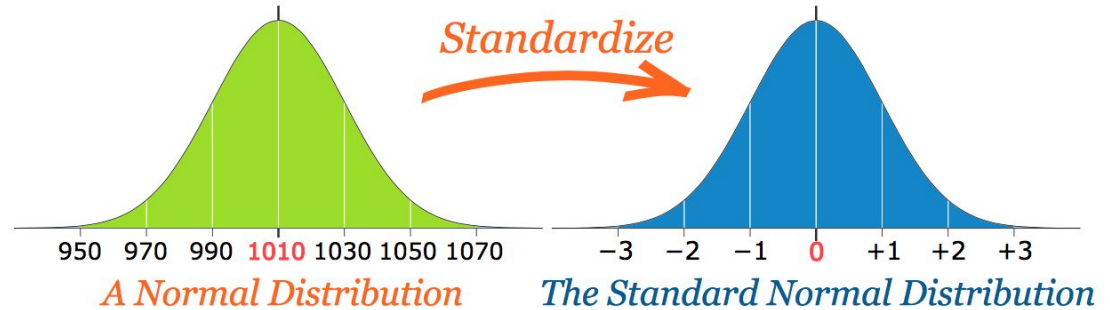 Standardize
950 970 990 1010 1030 1050 1070
−3 −2 −1 0 +1 +2 +3
A Normal Distribution
The Standard Normal Distribution